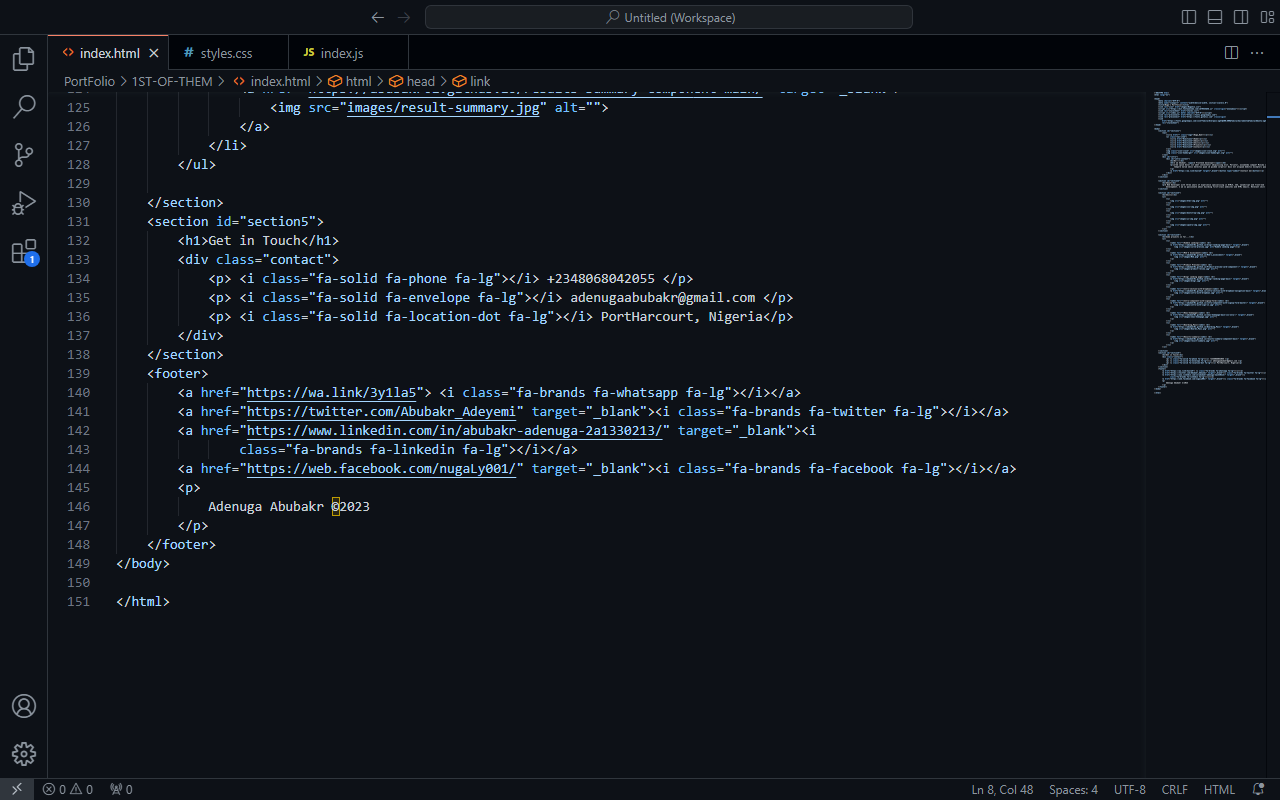 Untitled (Workspace)
index.html
# styles.css
JS index.js
PortFolio > 1ST-OF-THEM > <> index.html > html > head > link
125 <img src="images/result-summary.jpg" alt="">
126 </a>
127 </li>
128 </ul>
129
130 </section>
131 <section id="section5">
132 <h1>Get in Touch</h1>
133 <div class="contact">
134 <p> <i class="fa-solid fa-phone fa-lg"></i> +2348068042055 </p>
135 <p> <i class="fa-solid fa-envelope fa-lg"></i> adenugaabubakr@gmail.com </p>
136 <p> <i class="fa-solid fa-location-dot fa-lg"></i> PortHarcourt, Nigeria</p>
137 </div>
138 </section>
139 <footer>
140 <a href="https://wa.link/3y1la5"> <i class="fa-brands fa-whatsapp fa-lg"></i></a>
141 <a href="https://twitter.com/Abubakr_Adeyemi" target="_blank"><i class="fa-brands fa-twitter fa-lg"></i></a>
142 <a href="https://www.linkedin.com/in/abubakr-adenuga-2a1330213/" target="_blank"><i
143 class="fa-brands fa-linkedin fa-lg"></i></a>
144 <a href="https://web.facebook.com/nugaLy001/" target="_blank"><i class="fa-brands fa-facebook fa-lg"></i></a>
145 <p>
146 Adenuga Abubakr ©2023
147 </p>
148 </footer>
149 </body>
150
151 </html>
1
0 0 0
Ln 8, Col 48 Spaces: 4 UTF-8 CRLF HTML